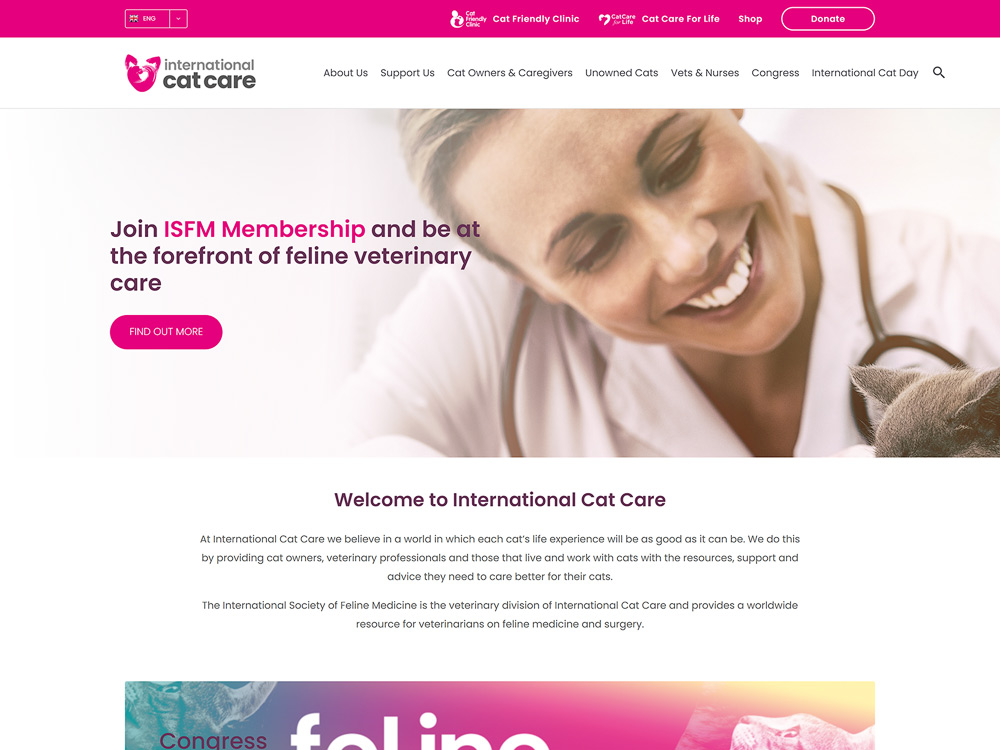 ENG
Cat Friendly Clinic
Cat Friendly Clinic
CatCare for Life
Cat Care For Life
Shop
Donate
international
cat care
About Us
Support Us
Cat Owners & Caregivers
Unowned Cats
Vets & Nurses
Congress
International Cat Day
Join ISFM Membership and be at
the forefront of feline veterinary
care
FIND OUT MORE
Welcome to International Cat Care
At International Cat Care we believe in a world in which each cat’s life experience will be as good as it can be. We do this
by providing cat owners, veterinary professionals and those that live and work with cats with the resources, support and
advice they need to care better for their cats.
The International Society of Feline Medicine is the veterinary division of International Cat Care and provides a worldwide
resource for veterinarians on feline medicine and surgery.
Congress
feline